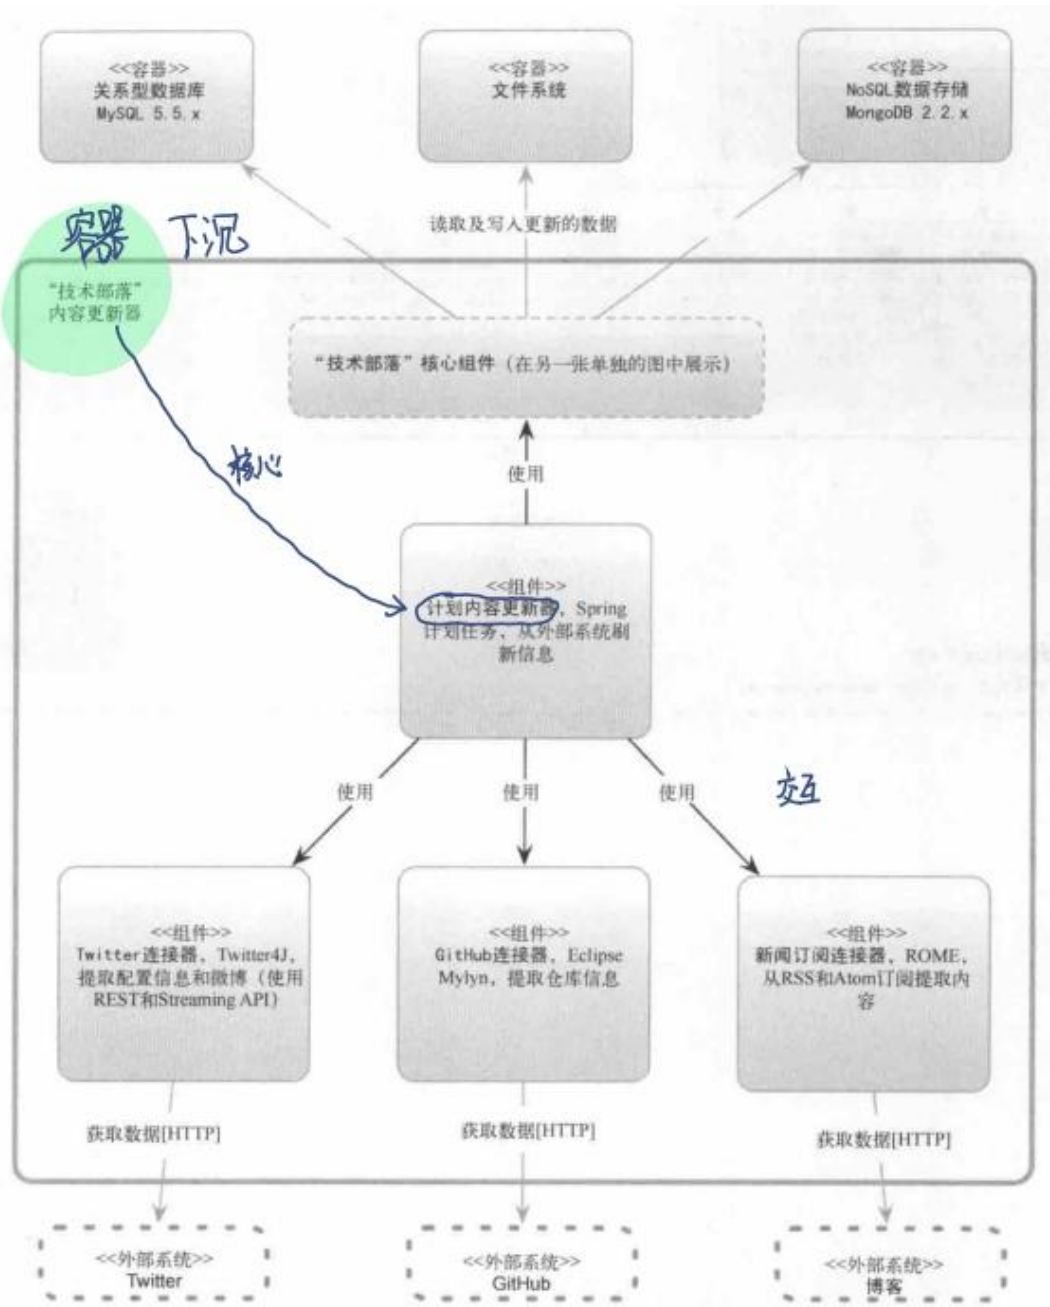 <<容器>>
关系型数据库
MySQL 5.5.x
<<容器>>
文件系统
<<容器>>
NoSQL数据存储
MongoDB 2.2.x
读取及写入更新的数据
容器 下沉
“技术部落”
内容更新器
“技术部落”核心组件（在另一张单独的图中展示）
核心
使用
<<组件>>
计划内容更新器，Spring
计划任务，从外部系统刷
新信息
使用
使用
使用
交互
<<组件>>
Twitter连接器，Twitter4J，
提取配置信息和微博（使用
REST和Streaming API）
<<组件>>
GitHub连接器，Eclipse
Mylyn，提取仓库信息
<<组件>>
新闻订阅连接器，ROME，
从RSS和Atom订阅提取内
容
获取数据[HTTP]
获取数据[HTTP]
获取数据[HTTP]
<<外部系统>>
Twitter
<<外部系统>>
GitHub
<<外部系统>>
博客